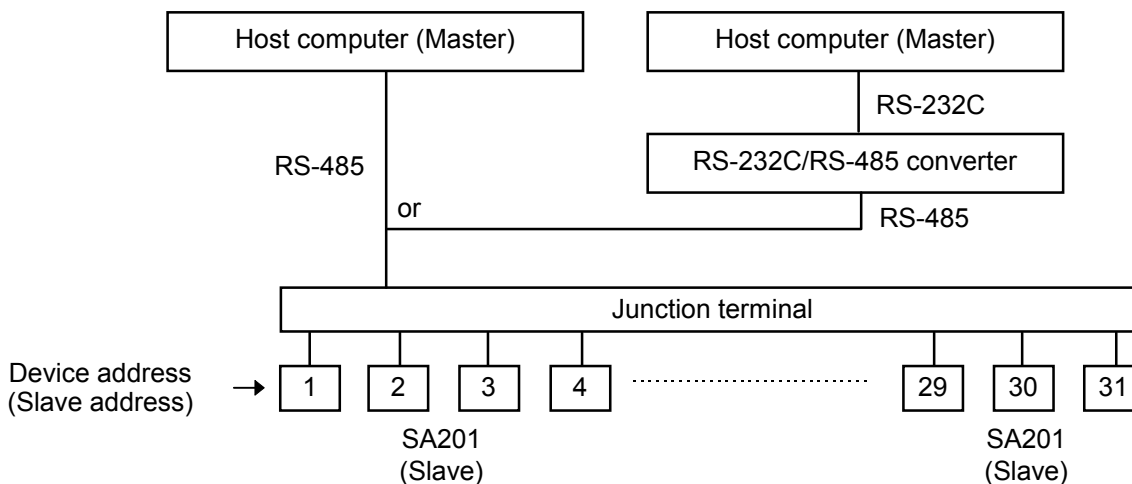 Host computer (Master)
Host computer (Master)
RS-232C
RS-485
RS-232C/RS-485 converter
or
RS-485
Junction terminal
Device address
(Slave address)
1
2
3
4
29
30
31
SA201
(Slave)
SA201
(Slave)